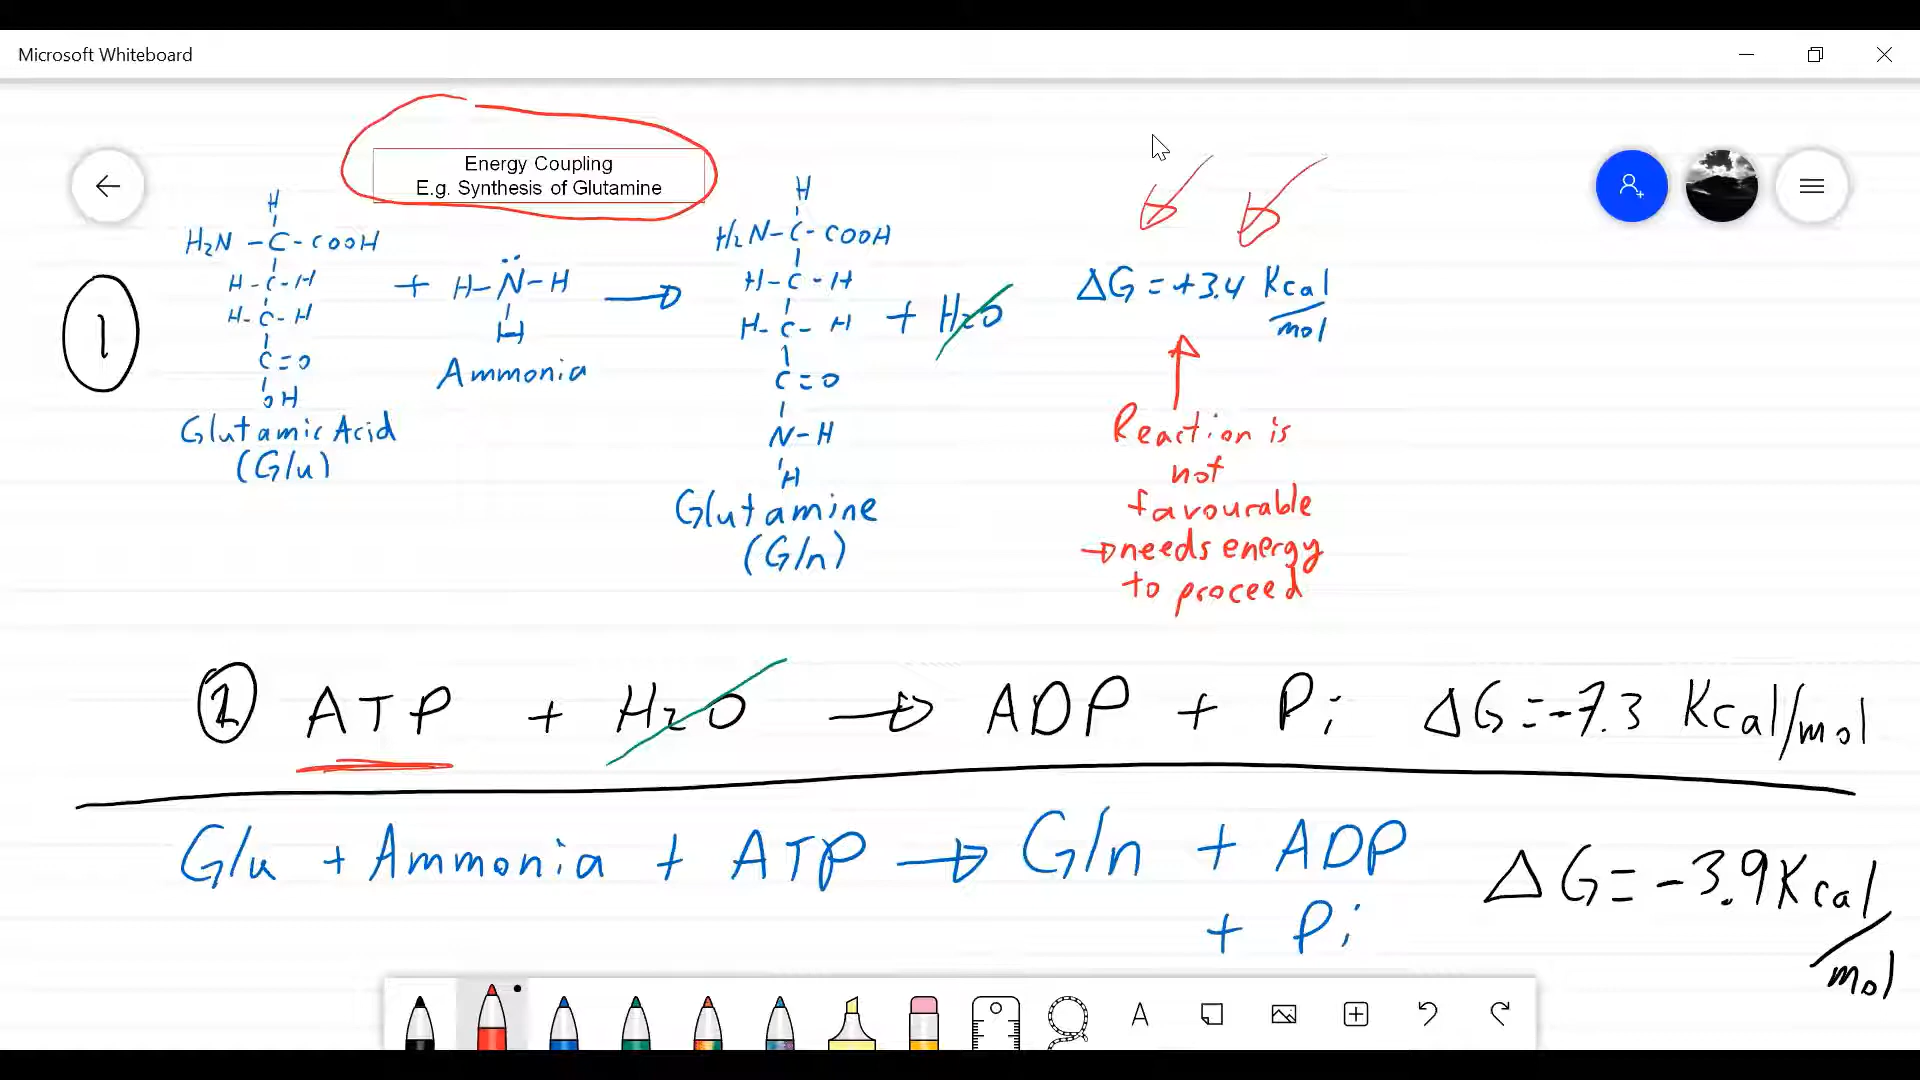 Microsoft Whiteboard
Energy Coupling
E.g. Synthesis of Glutamine
1
H
H2N - C - COOH
H - C - H
H - C - H
C = O
OH
Glutamic Acid
(Glu)
+
H - N - H
H
Ammonia
→
H
H2N - C - COOH
H - C - H
H - C - H
C = O
N - H
H
Glutamine
(Gln)
+ H2O
ΔG = +3.4 Kcal/mol
Reaction is
not
favourable
→ needs energy
to proceed
2 ATP + H2O → ADP + Pi ΔG = -7.3 Kcal/mol
Glu + Ammonia + ATP → Gln + ADP
+ Pi
ΔG = -3.9 Kcal/mol
A